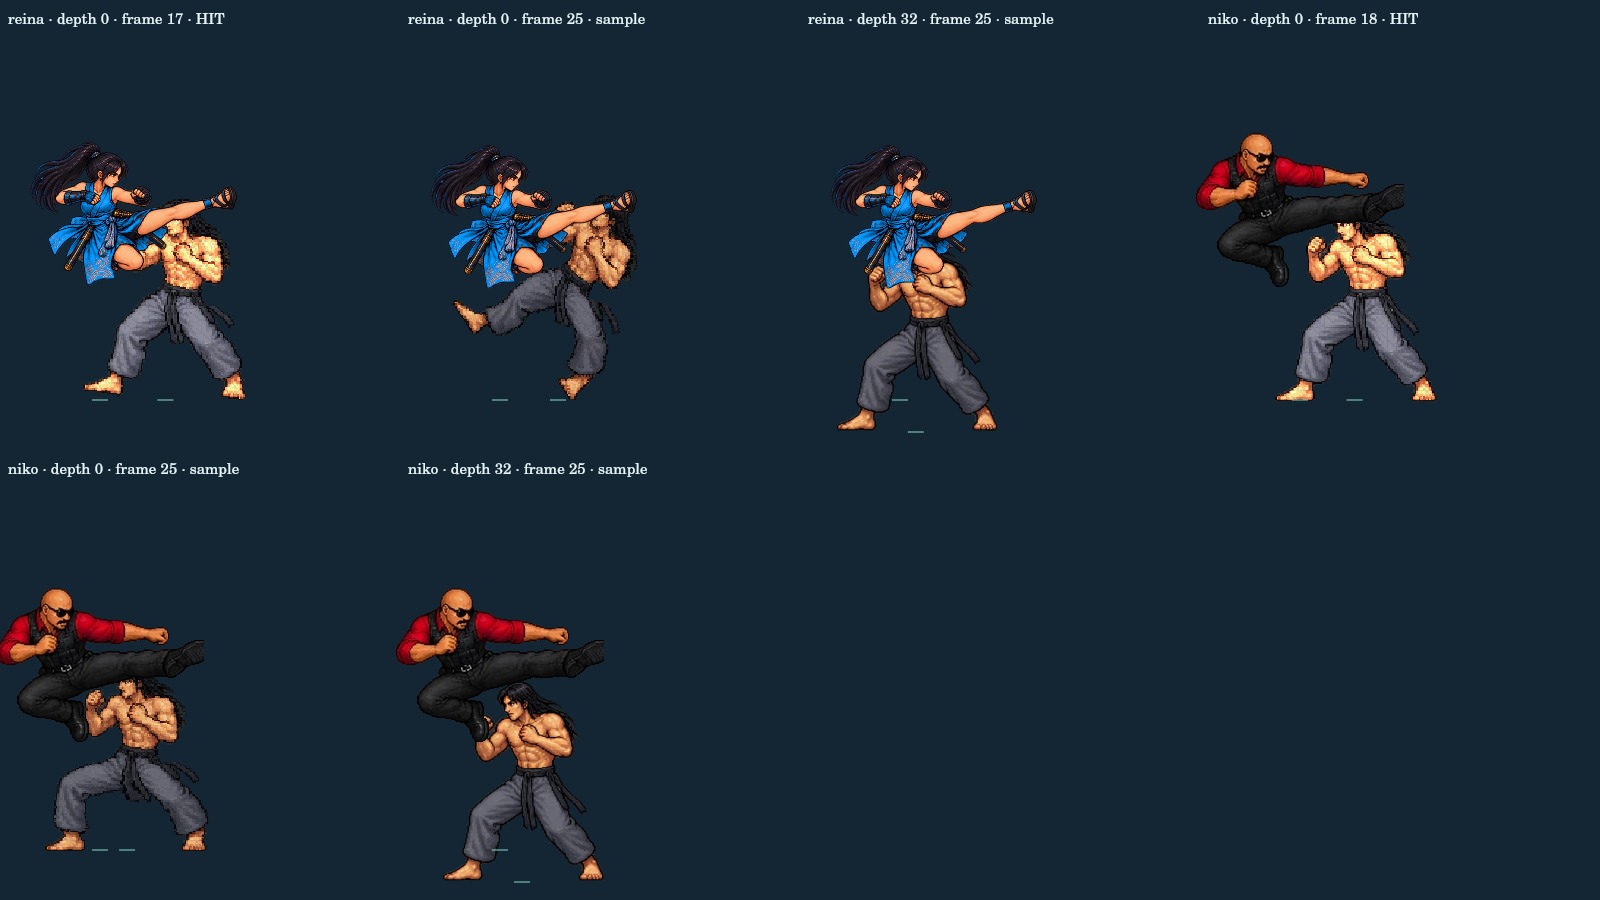 reina · depth 0 · frame 17 · HIT
reina · depth 0 · frame 25 · sample
reina · depth 32 · frame 25 · sample
niko · depth 0 · frame 18 · HIT
niko · depth 0 · frame 25 · sample
niko · depth 32 · frame 25 · sample